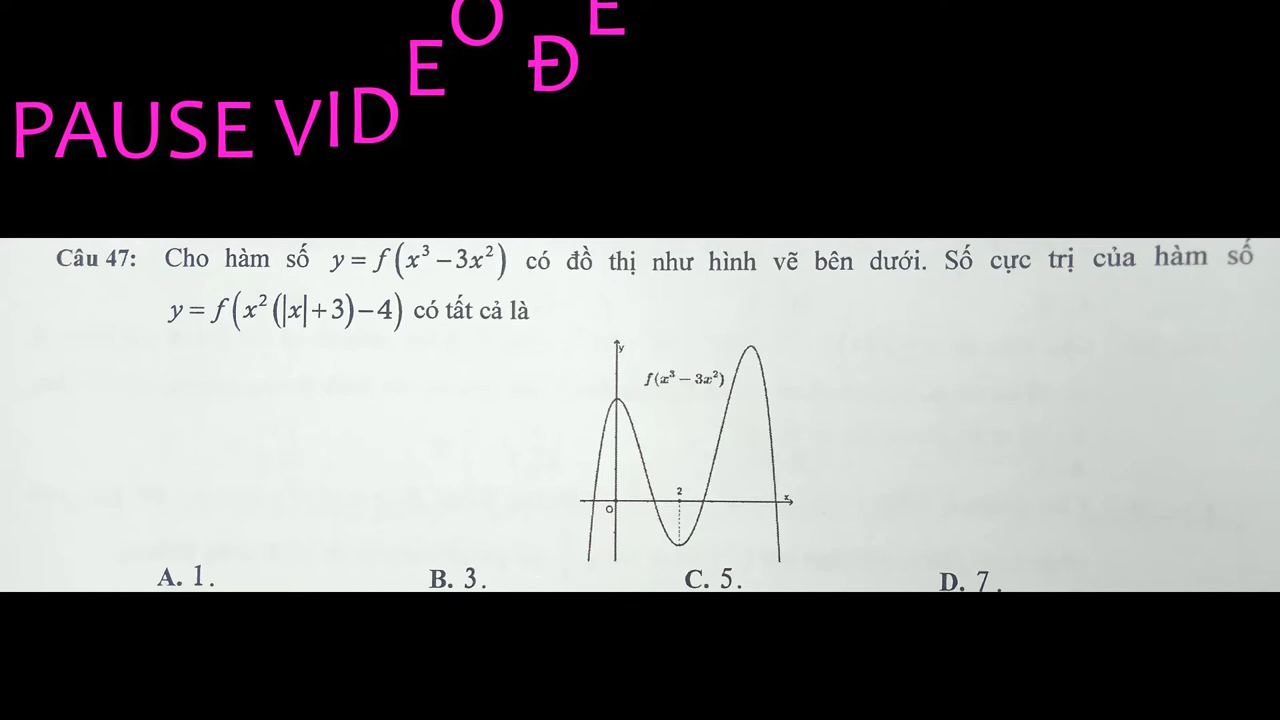 PAUSE VIDEO ĐE
Câu 47: Cho hàm số y = f(x³ − 3x²) có đồ thị như hình vẽ bên dưới. Số cực trị của hàm số
y = f(x²(|x| + 3) − 4) có tất cả là
y
f(x³ − 3x²)
2
x
O
A. 1. B. 3. C. 5. D. 7.